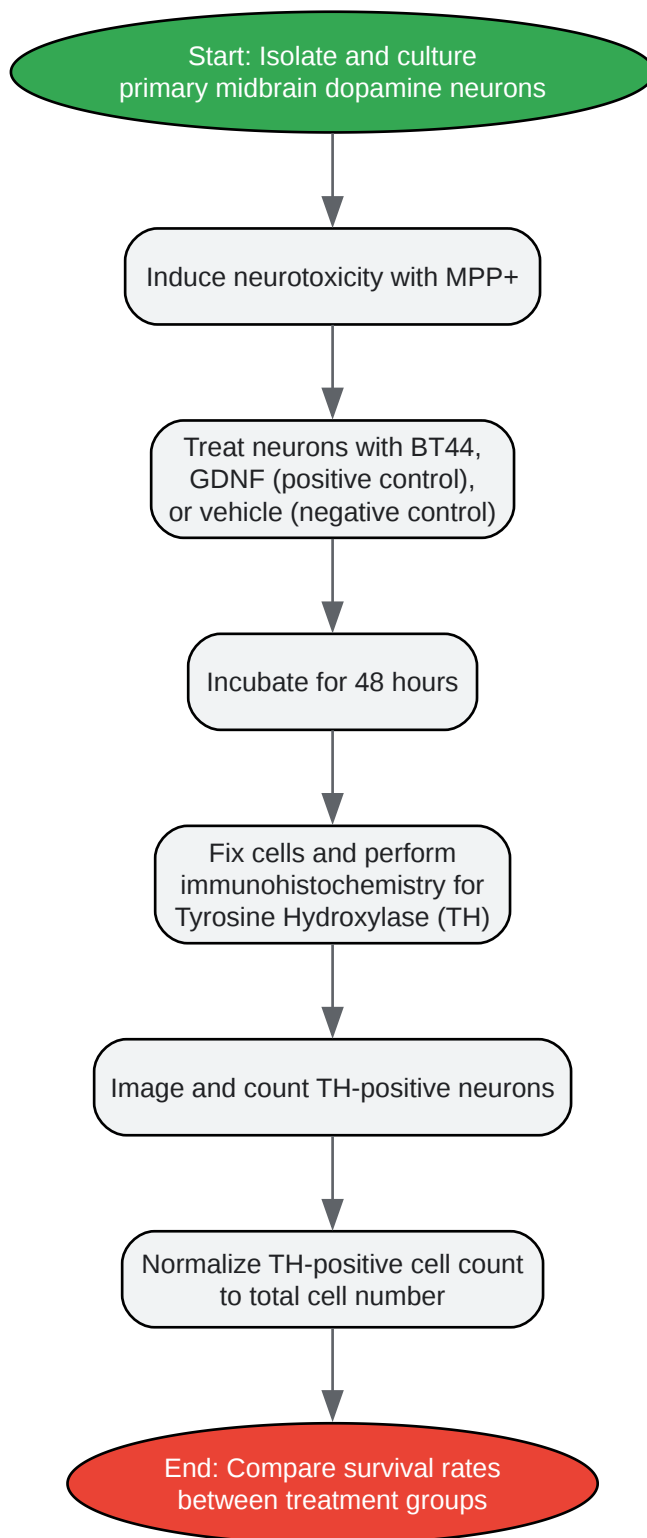 Start: Isolate and culture
primary midbrain dopamine neurons
Induce neurotoxicity with MPP+
Treat neurons with BT44,
GDNF (positive control),
or vehicle (negative control)
Incubate for 48 hours
Fix cells and perform
immunohistochemistry for
Tyrosine Hydroxylase (TH)
Image and count TH-positive neurons
Normalize TH-positive cell count
to total cell number
End: Compare survival rates
between treatment groups